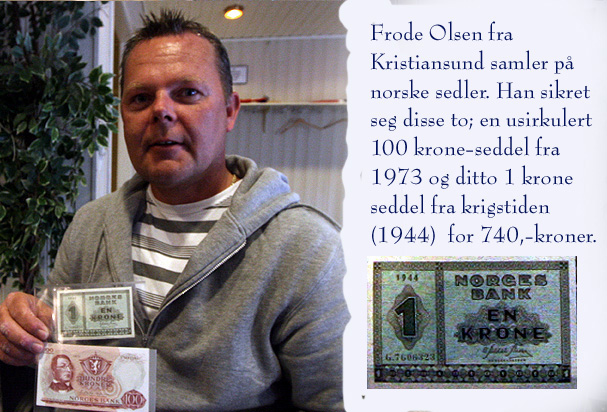 Frode Olsen fra
Kristiansund samler på
norske sedler. Han sikret
seg disse to; en usirkulert
100 krone-seddel fra
1973 og ditto 1 krone
seddel fra krigstiden
(1944) for 740,-kroner.
1944
NORGES
BANK
1
EN
KRONE
NORGES
BANK
EN
KRONE
HUNDRE
KRONER
100
NORGES BANK